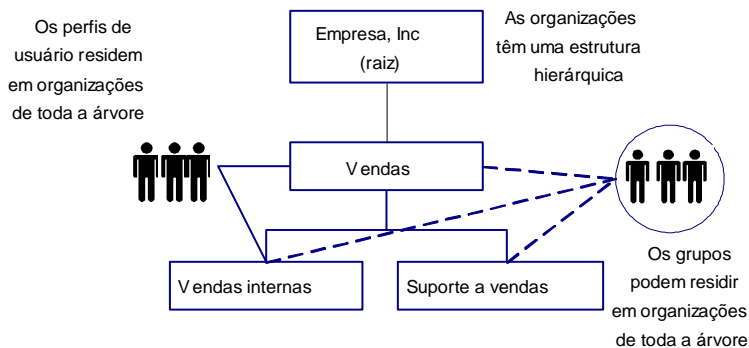 Os perfis de
usuário residem
em organizações
de toda a árvore
Empresa, Inc
(raiz)
As organizações
têm uma estrutura
hierárquica
Vendas
Vendas internas
Suporte a vendas
Os grupos
podem residir
em organizações
de toda a árvore